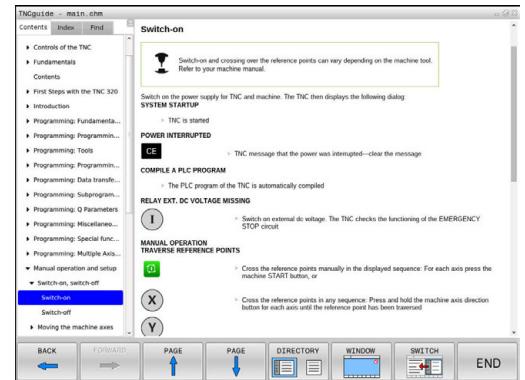 TNCguide - main.chm
Contents Index Find
Controls of the TNC
Fundamentals
Contents
First Steps with the TNC 320
Introduction
Programming: Fundamenta...
Programming: Programmin...
Programming: Tools
Programming: Programmin...
Programming: Data transfe...
Programming: Subprogram...
Programming: Q Parameters
Programming: Miscellaneo...
Programming: Special func...
Programming: Multiple Axis...
Manual operation and setup
Switch-on, switch-off
Switch-on
Switch-off
Moving the machine axes
Switch-on
Switch-on and crossing over the reference points can vary depending on the machine tool.
Refer to your machine manual.
Switch on the power supply for TNC and machine. The TNC then displays the following dialog:
SYSTEM STARTUP
TNC is started
POWER INTERRUPTED
CE
TNC message that the power was interrupted—clear the message
COMPILE A PLC PROGRAM
The PLC program of the TNC is automatically compiled
RELAY EXT. DC VOLTAGE MISSING
I
Switch on external dc voltage. The TNC checks the functioning of the EMERGENCY
STOP circuit
MANUAL OPERATION
TRAVERSE REFERENCE POINTS
Cross the reference points manually in the displayed sequence: For each axis press the
machine START button, or
X
Cross the reference points in any sequence: Press and hold the machine axis direction
button for each axis until the reference point has been traversed
Y
BACK FORWARD PAGE PAGE DIRECTORY WINDOW SWITCH END